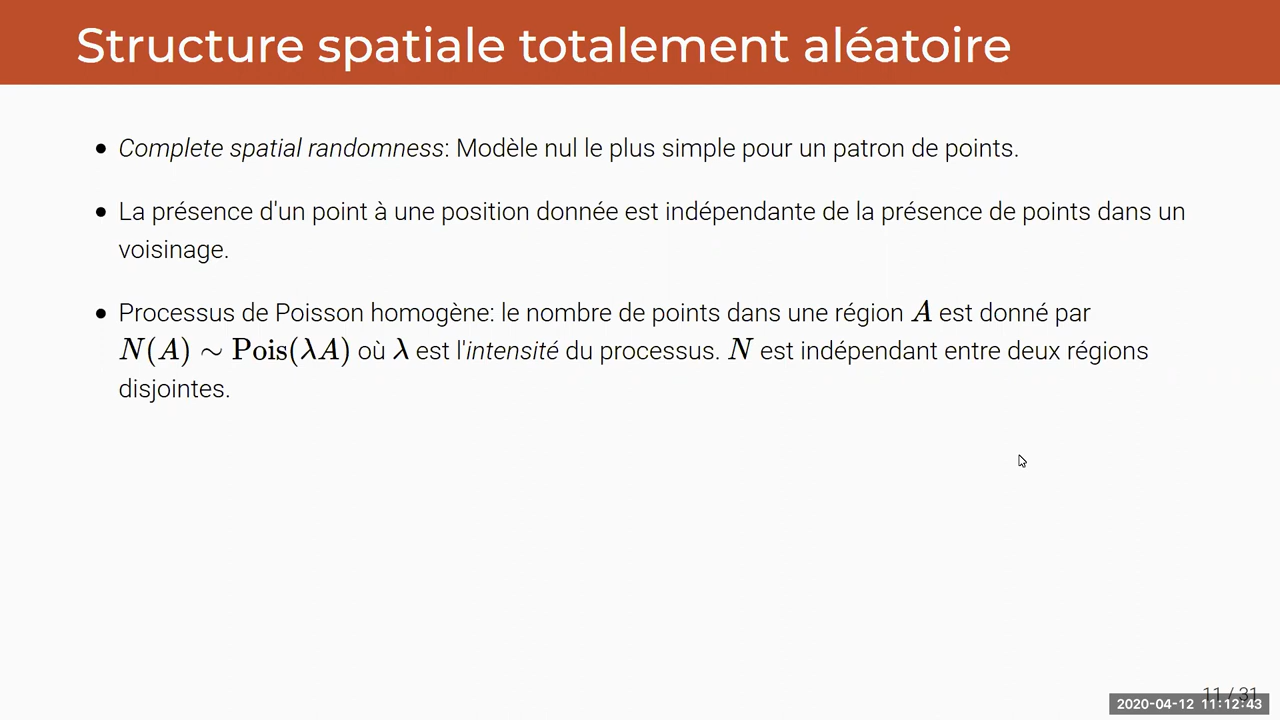 Structure spatiale totalement aléatoire
• Complete spatial randomness: Modèle nul le plus simple pour un patron de points.
• La présence d'un point à une position donnée est indépendante de la présence de points dans un
voisinage.
• Processus de Poisson homogène: le nombre de points dans une région A est donné par
N(A) ∼ Pois(λA) où λ est l'intensité du processus. N est indépendant entre deux régions
disjointes.
11 / 31
2020-04-12 11:12:43